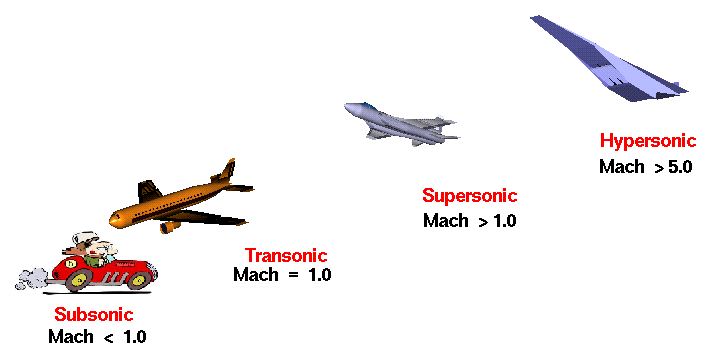 Hypersonic
Mach > 5.0
Supersonic
Mach > 1.0
Transonic
Mach = 1.0
Subsonic
Mach < 1.0